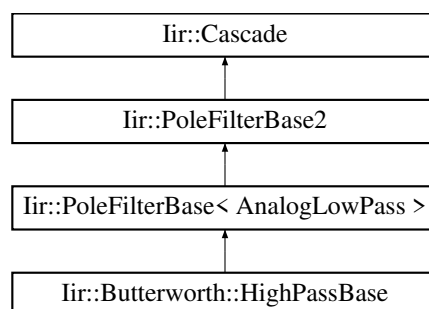 Iir::Cascade
Iir::PoleFilterBase2
Iir::PoleFilterBase< AnalogLowPass >
Iir::Butterworth::HighPassBase